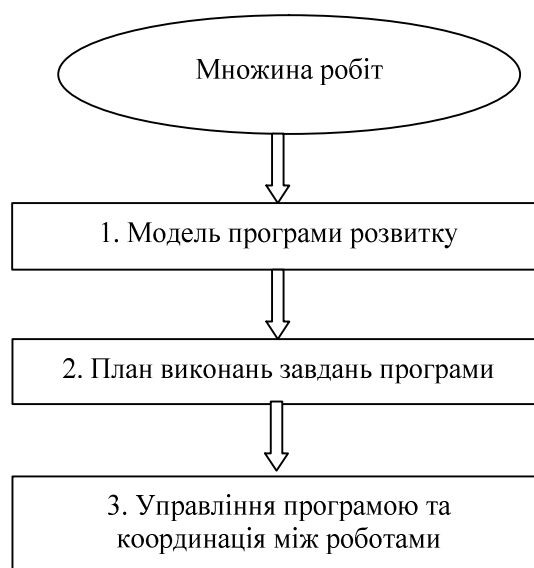 Множина робіт
1. Модель програми розвитку
2. План виконань завдань програми
3. Управління програмою та
координація між роботами